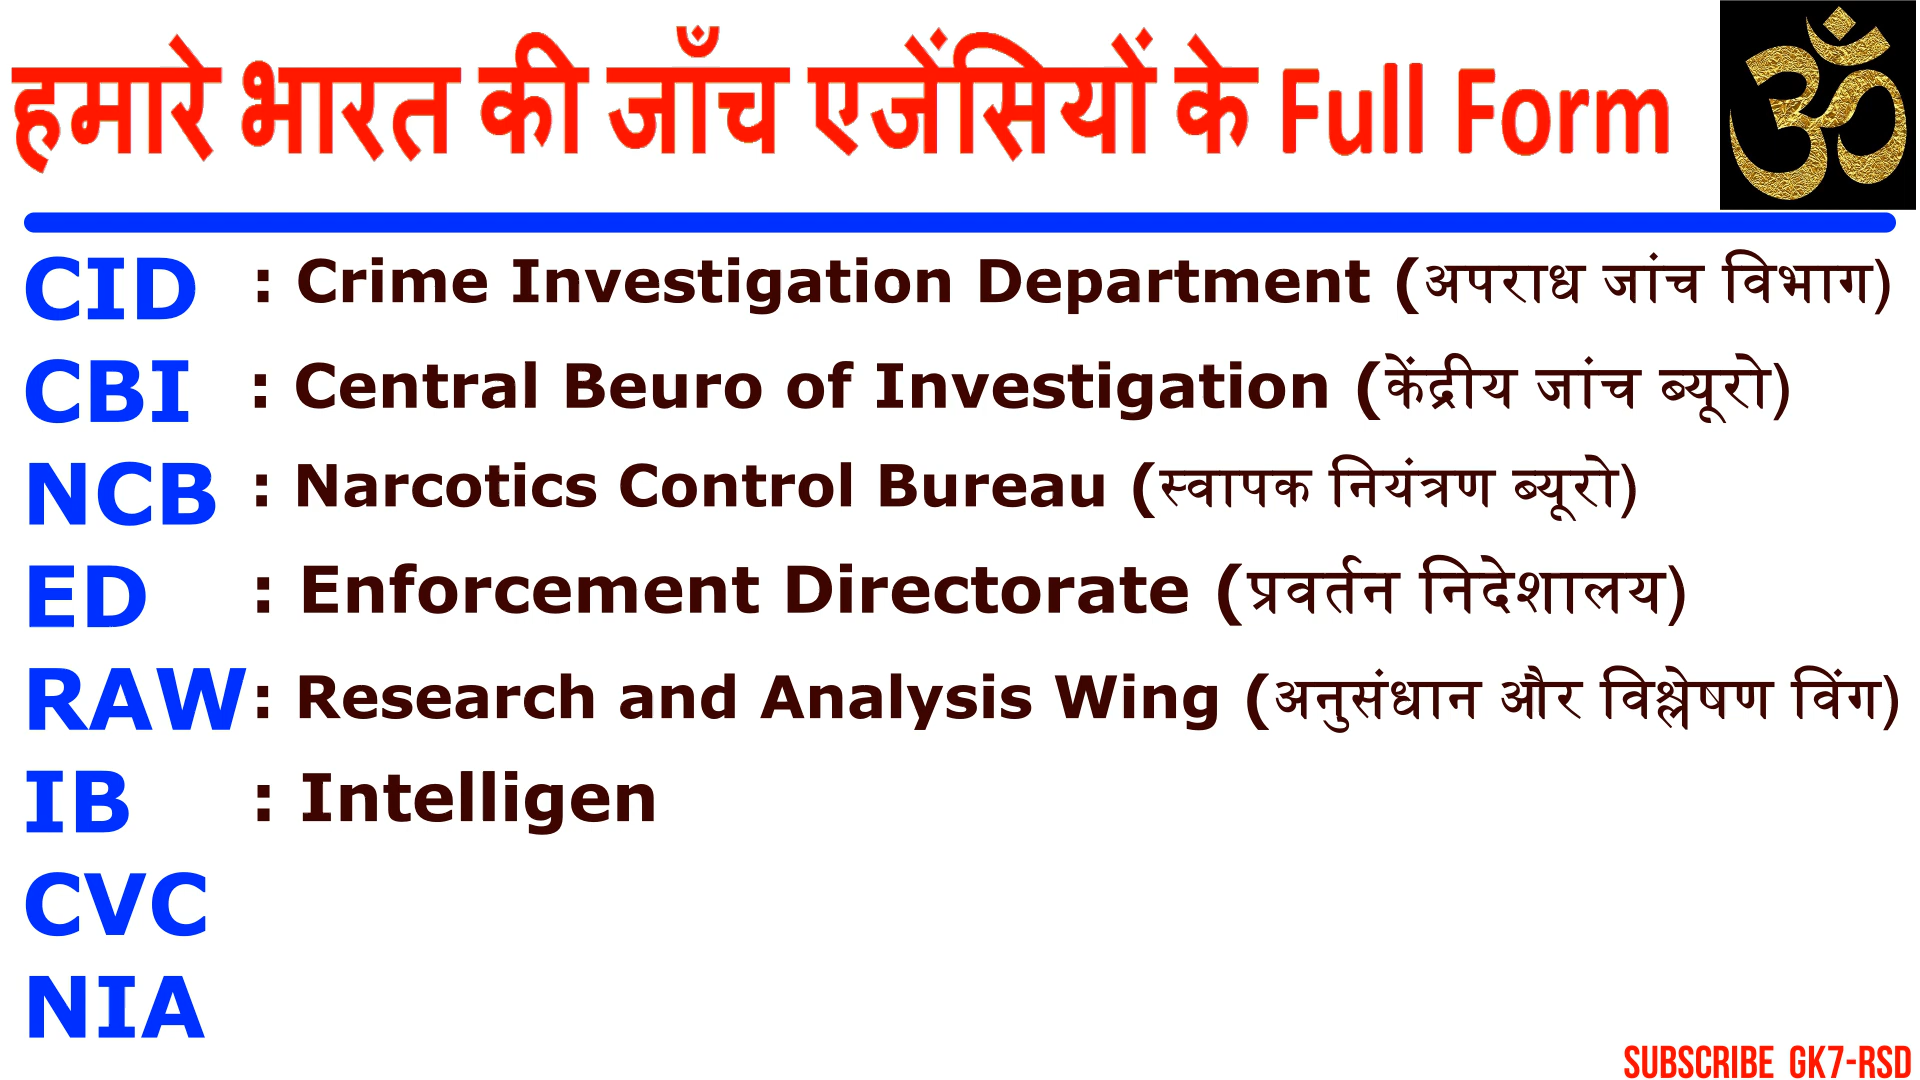 हमारे भारत की जाँच एजेंसियों के Full Form
ॐ
CID : Crime Investigation Department (अपराध जांच विभाग)
CBI : Central Beuro of Investigation (केंद्रीय जांच ब्यूरो)
NCB : Narcotics Control Bureau (स्वापक नियंत्रण ब्यूरो)
ED : Enforcement Directorate (प्रवर्तन निदेशालय)
RAW : Research and Analysis Wing (अनुसंधान और विश्लेषण विंग)
IB : Intelligen
CVC
NIA
SUBSCRIBE GK7-RSD